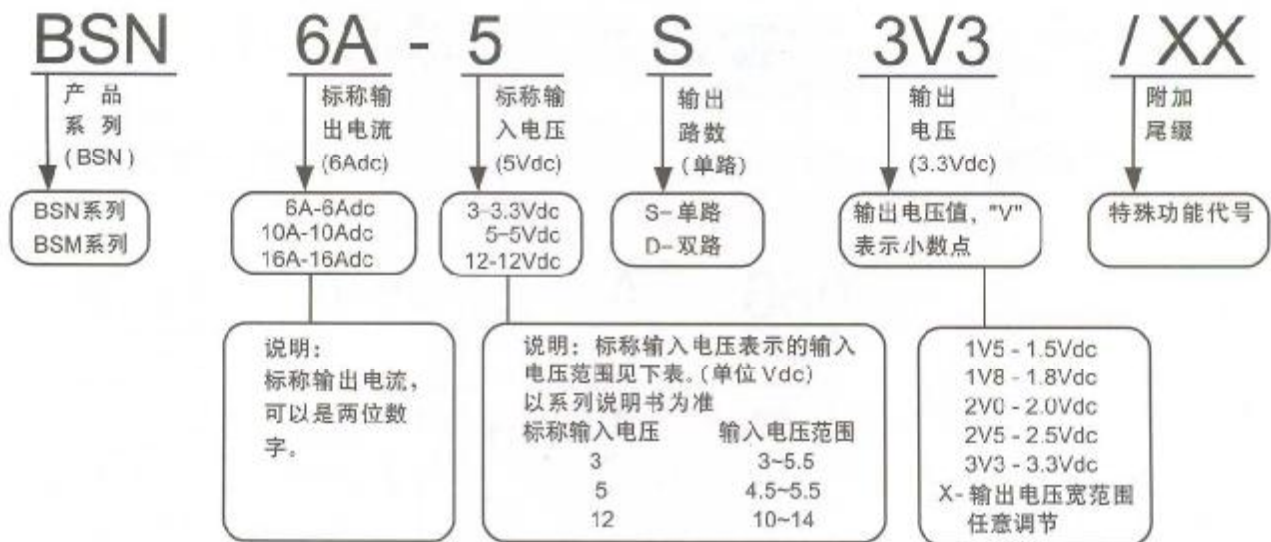 BSN 6A - 5 S 3V3 / XX
产品
系列
(BSN)
标称输
出电流
(6Adc)
标称输
入电压
(5Vdc)
输出
路数
(单路)
输出
电压
(3.3Vdc)
附加
尾缀
BSN系列
BSM系列
6A-6Adc
10A-10Adc
16A-16Adc
3-3.3Vdc
5-5Vdc
12-12Vdc
S-单路
D-双路
输出电压值，"V"
表示小数点
特殊功能代号
说明：
标称输出电流，
可以是两位数
字。
说明：标称输入电压表示的输入
电压范围见下表。(单位 Vdc)
以系列说明书为准
标称输入电压 输入电压范围
3 3~5.5
5 4.5~5.5
12 10~14
1V5 - 1.5Vdc
1V8 - 1.8Vdc
2V0 - 2.0Vdc
2V5 - 2.5Vdc
3V3 - 3.3Vdc
X- 输出电压宽范围
任意调节